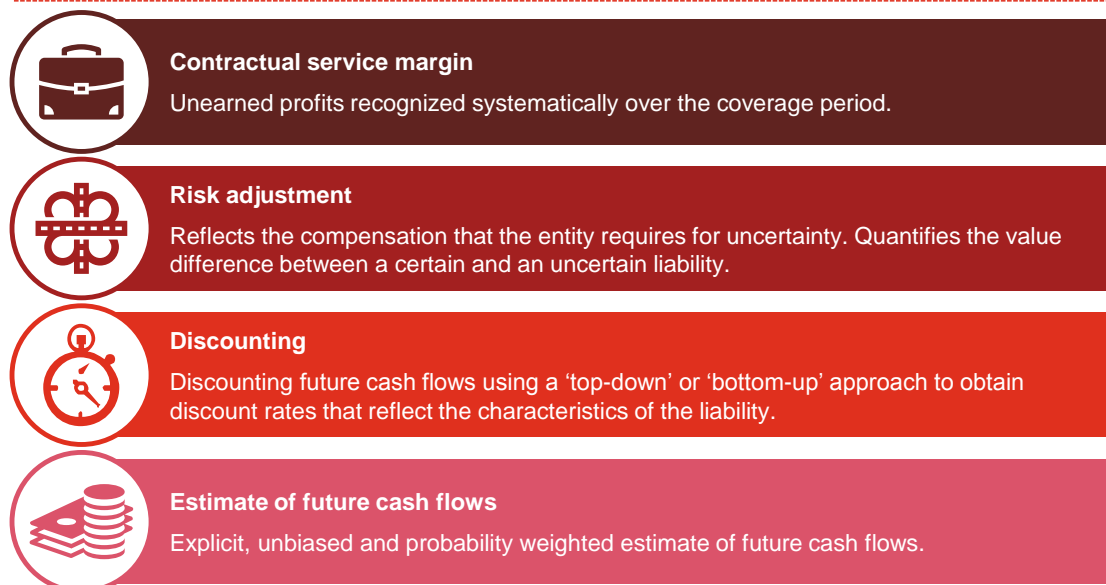 Contractual service margin
Unearned profits recognized systematically over the coverage period.
Risk adjustment
Reflects the compensation that the entity requires for uncertainty. Quantifies the value
difference between a certain and an uncertain liability.
Discounting
Discounting future cash flows using a ‘top-down’ or ‘bottom-up’ approach to obtain
discount rates that reflect the characteristics of the liability.
Estimate of future cash flows
Explicit, unbiased and probability weighted estimate of future cash flows.